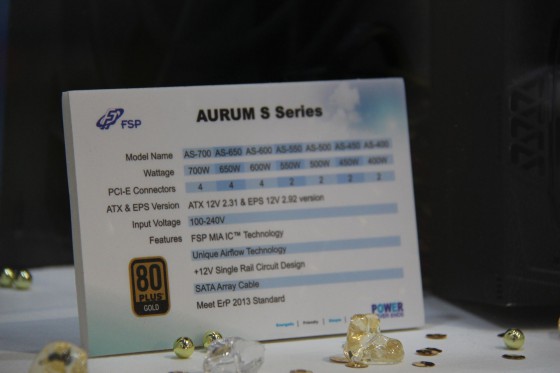 FSP
AURUM S Series
Model Name AS-700 AS-650 AS-600 AS-550 AS-500 AS-450 AS-400
Wattage 700W 650W 600W 550W 500W 450W 400W
PCI-E Connectors 4 4 4 2 2 2 2
ATX & EPS Version ATX 12V 2.31 & EPS 12V 2.92 version
Input Voltage 100-240V
Features FSP MIA IC™ Technology
Unique Airflow Technology
+12V Single Rail Circuit Design
SATA Array Cable
Meet ErP 2013 Standard
80
PLUS
GOLD
POWER